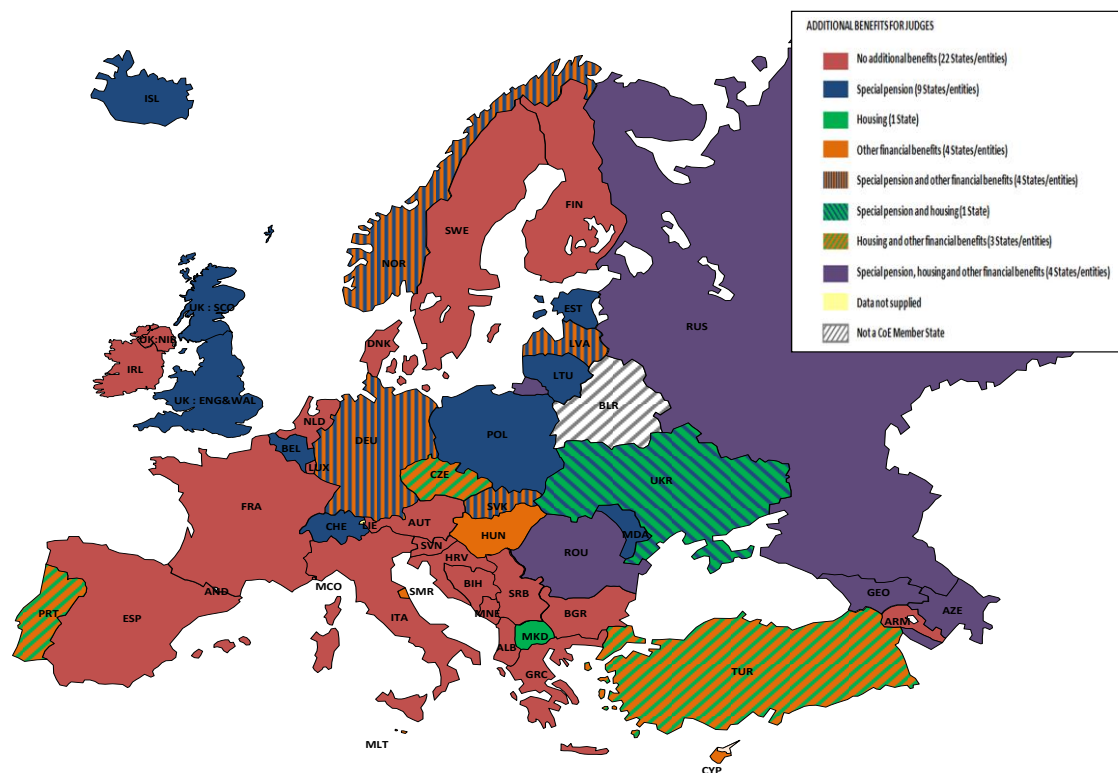 ADDITIONAL BENEFITS FOR JUDGES
No additional benefits (22 States/entities)
Special pension (9 States/entities)
Housing (1 State)
Other financial benefits (4 States/entities)
Special pension and other financial benefits (4 States/entities)
Special pension and housing (1 State)
Housing and other financial benefits (3 States/entities)
Special pension, housing and other financial benefits (4 States/entities)
Data not supplied
Not a CoE Member State
ISL
FIN
SWE
NOR
UK : SCO
EST
RUS
UK:NIR
DNK
LVA
IRL
LTU
UK : ENG&WAL
BLR
NLD
POL
DEU
BEL
LUX
CZE
UKR
FRA
SVK
CHE
LIE
AUT
HUN
MDA
SVN
ROU
HRV
BIH
MCO
SMR
SRB
GEO
AND
PRT
ESP
ITA
MNE
BGR
AZE
ARM
MKD
ALB
GRC
TUR
MLT
CYP